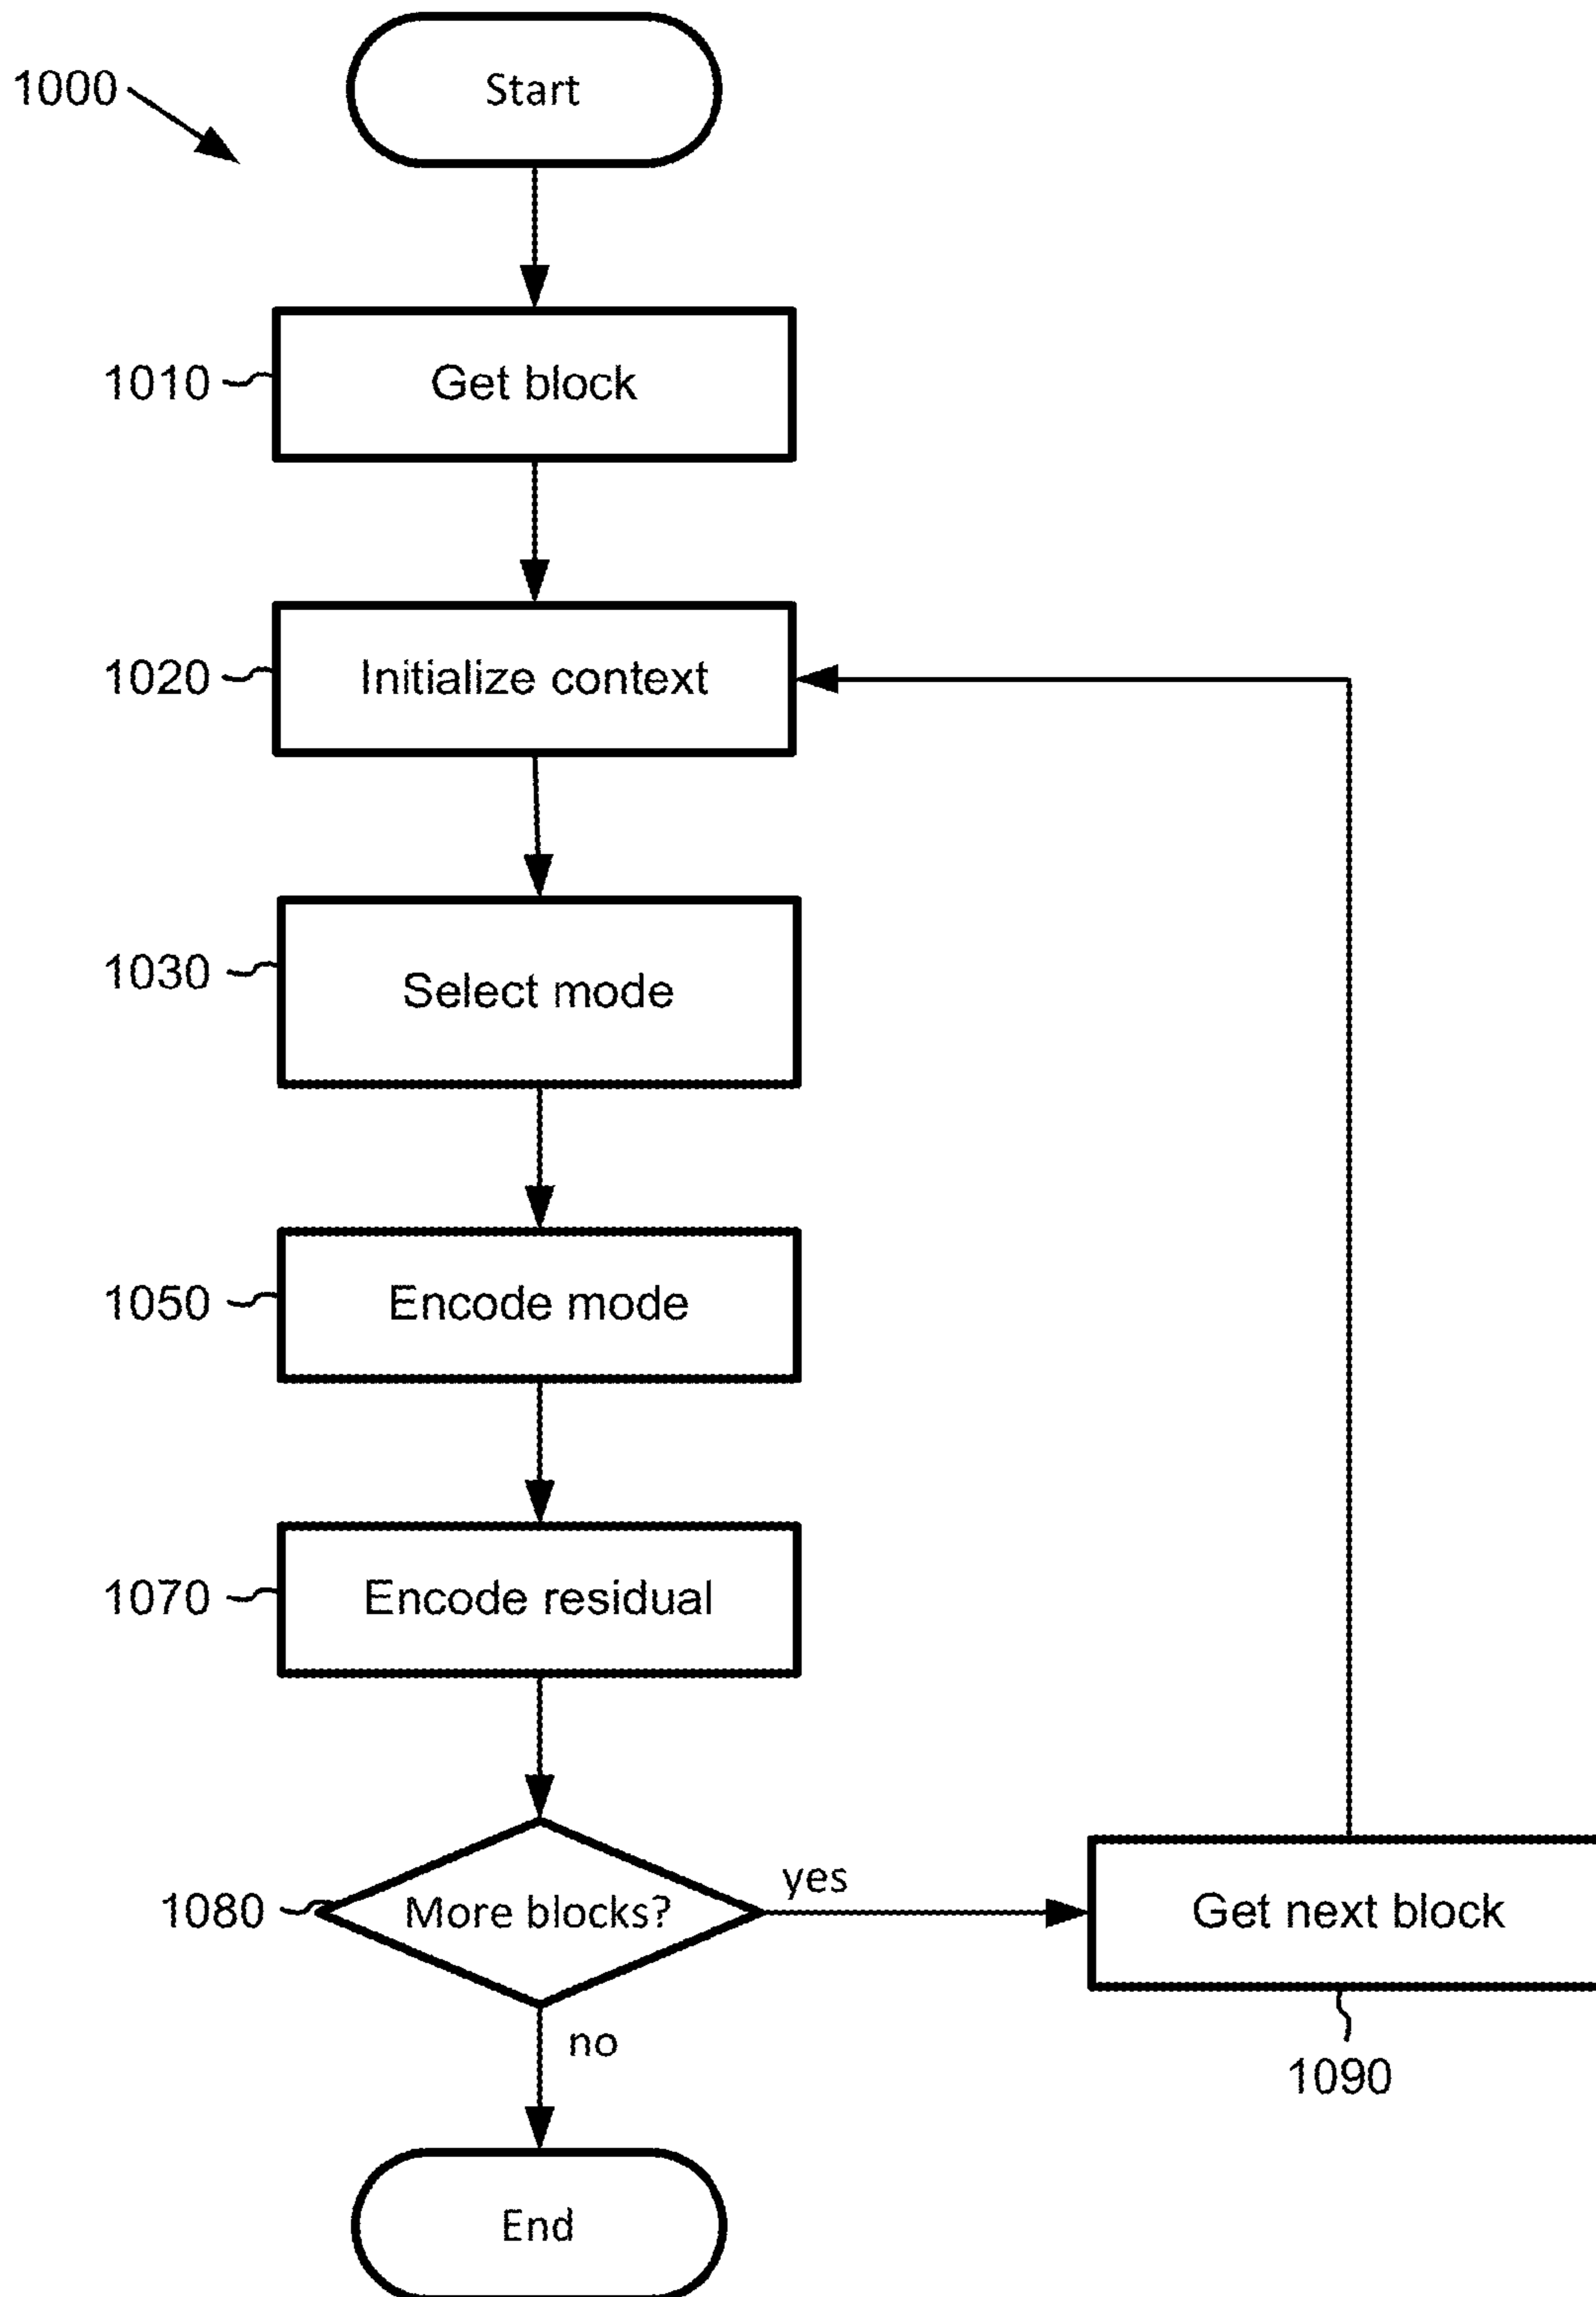 Start
1000
1010
Get block
1020
Initialize context
1030
Select mode
1050
Encode mode
1070
Encode residual
1080
More blocks?
yes
Get next block
no
1090
End